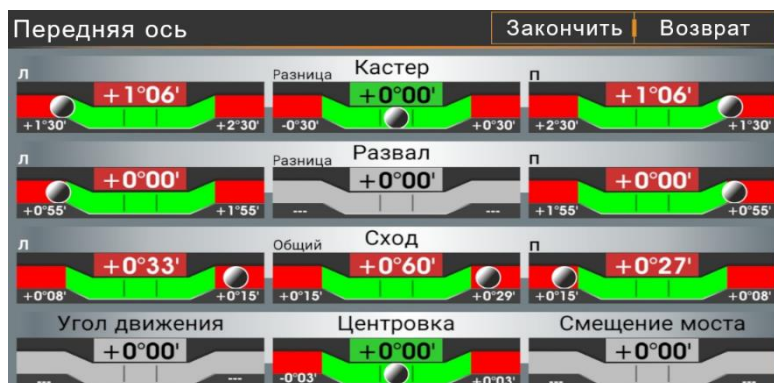 Передняя ось Закончить Возврат
Л Разница Кастер П
+1°06' +0°00' +1°06'
+1°30' +2°30' -0°30' +0°30' +2°30' +1°30'
Л Разница Развал П
+0°00' +0°00' +0°00'
+0°55' +1°55' --- --- +1°55' +0°55'
Л Общий Сход П
+0°33' +0°60' +0°27'
+0°08' +0°15' +0°15' +0°29' +0°15' +0°08'
Угол движения Центровка Смещение моста
+0°00' +0°00' +0°00'
--- --- -0°03' +0°03' --- ---